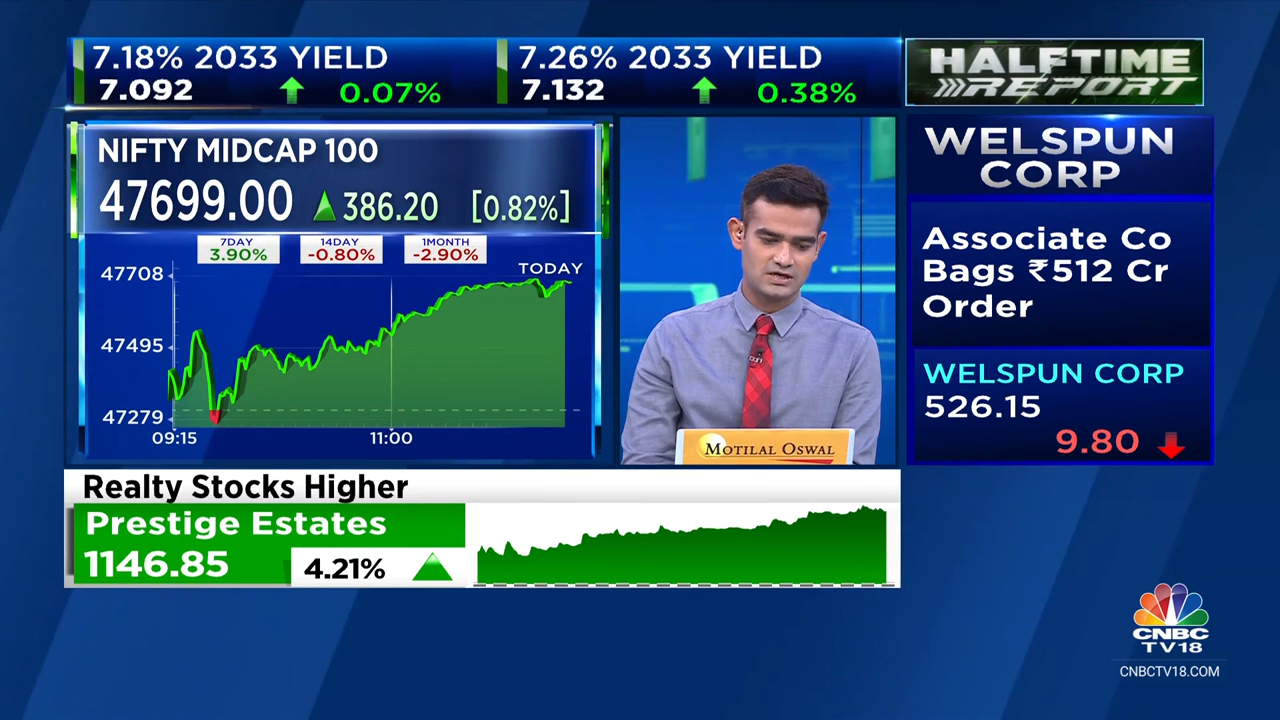 7.18% 2033 YIELD
7.092 0.07%
7.26% 2033 YIELD
7.132 0.38%
HALFTIME
REPORT
NIFTY MIDCAP 100
47699.00 386.20 [0.82%]
7DAY
3.90%
14DAY
-0.80%
1MONTH
-2.90%
TODAY
47708
47495
47279
09:15 11:00
MOTILAL OSWAL
WELSPUN
CORP
Associate Co
Bags ₹512 Cr
Order
WELSPUN CORP
526.15
9.80
Realty Stocks Higher
Prestige Estates
1146.85 4.21%
CNBC
TV18
CNBCTV18.COM